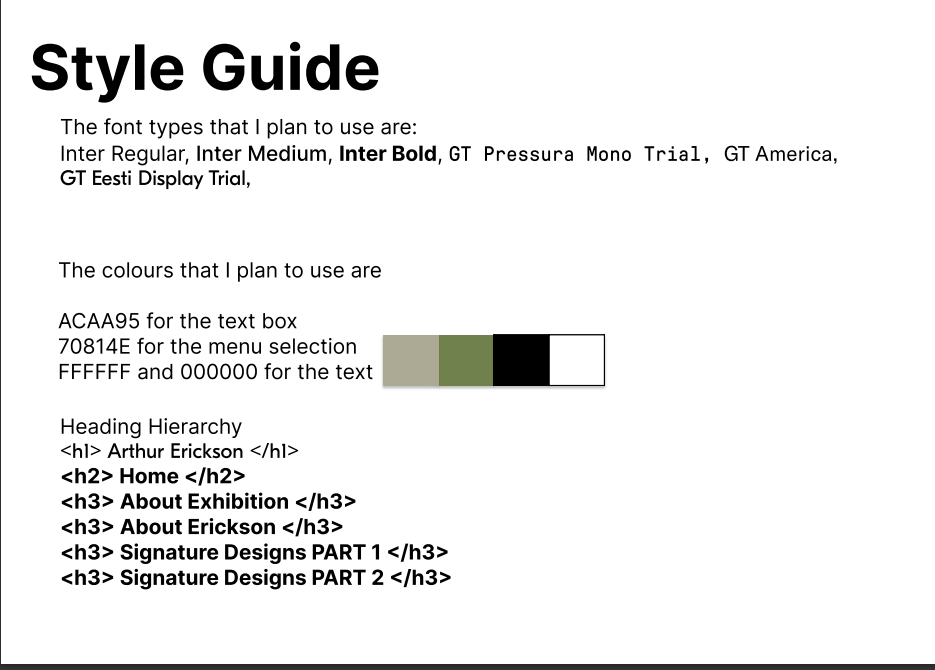 Style Guide
The font types that I plan to use are:
Inter Regular, Inter Medium, Inter Bold, GT Pressura Mono Trial, GT America,
GT Eesti Display Trial,
The colours that I plan to use are
ACAA95 for the text box
70814E for the menu selection
FFFFFF and 000000 for the text
Heading Hierarchy
<h1> Arthur Erickson </h1>
<h2> Home </h2>
<h3> About Exhibition </h3>
<h3> About Erickson </h3>
<h3> Signature Designs PART 1 </h3>
<h3> Signature Designs PART 2 </h3>